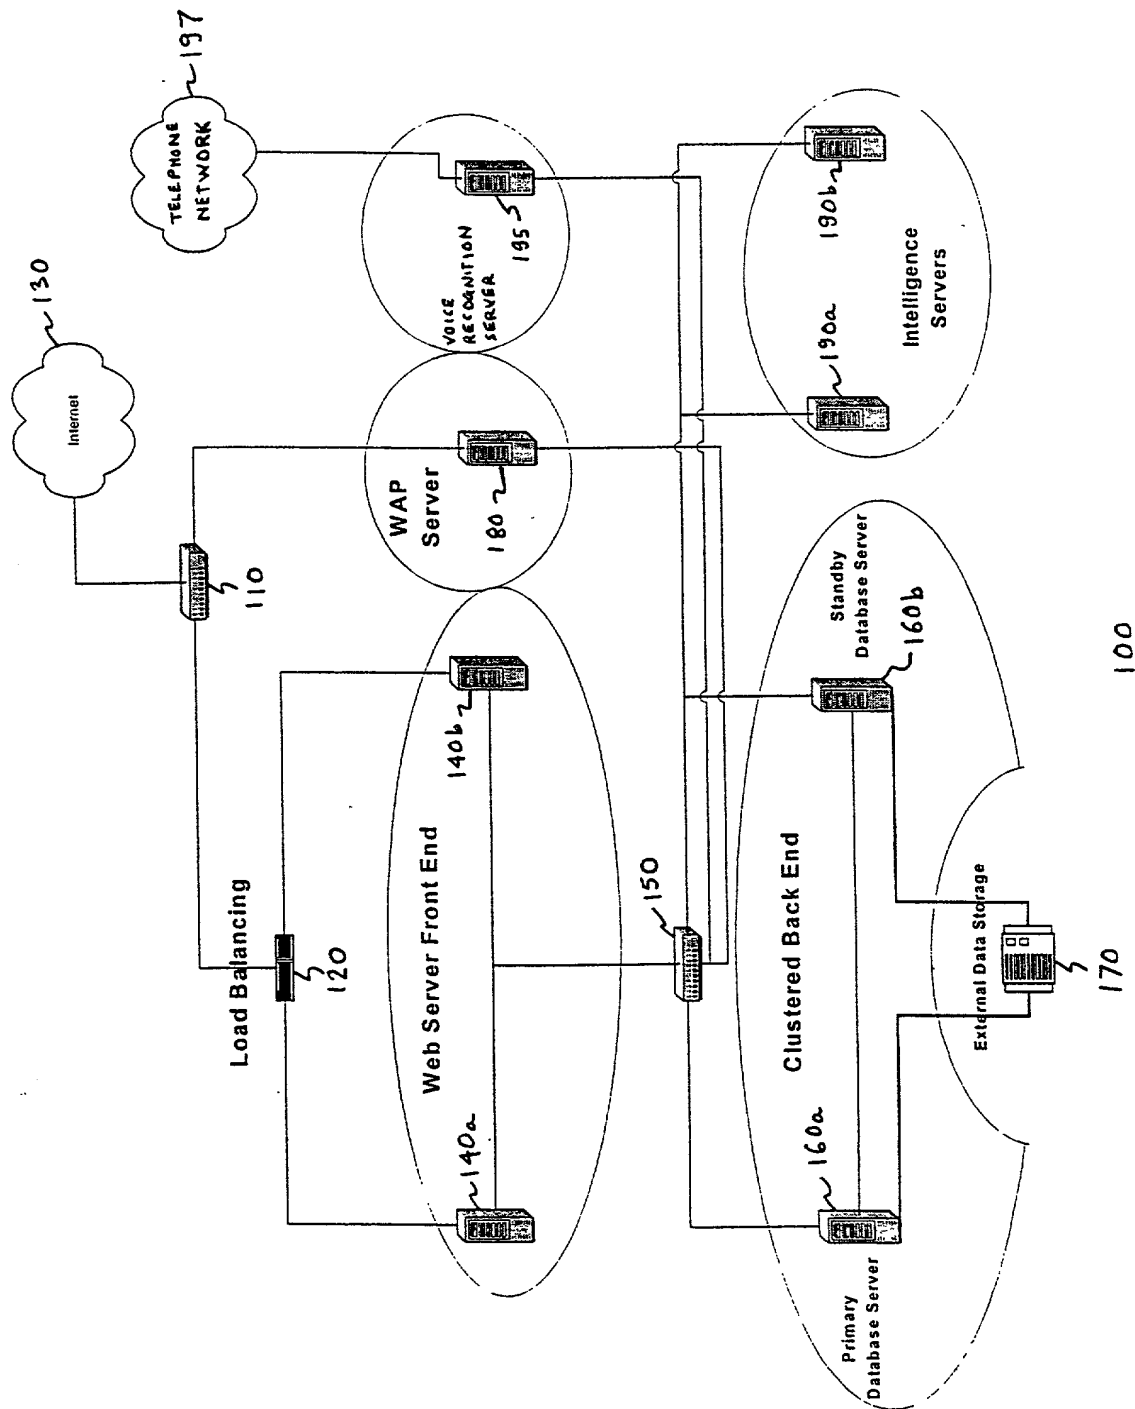 Internet
130
TELEPHONE
NETWORK
197
110
Load Balancing
120
WAP
Server
180
VOICE
RECOGNITION
SERVER
195
Web Server Front End
140a
140b
150
Clustered Back End
Primary
Database Server
160a
Standby
Database Server
160b
Intelligence
Servers
190a
190b
External Data Storage
170
100